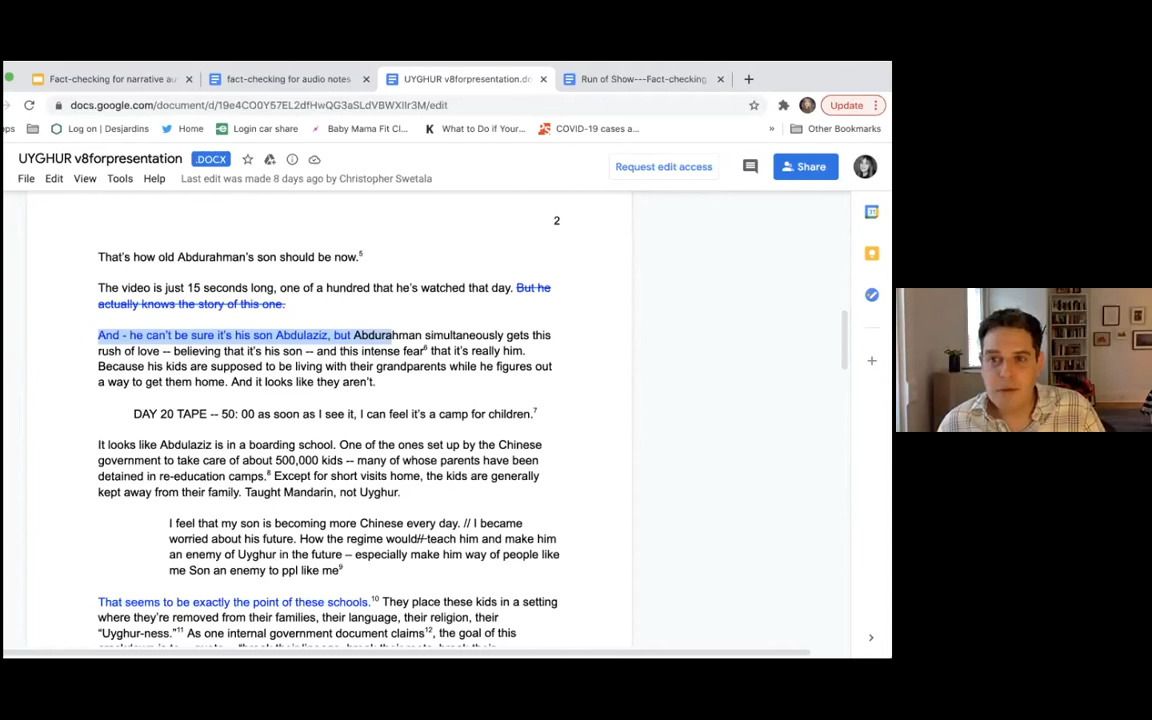 Fact-checking for narrative au
fact-checking for audio notes
UYGHUR v8forpresentation.do
Run of Show---Fact-checking
docs.google.com/document/d/19e4CO0Y57EL2dfHwQG3aSLdVBWXIlr3M/edit
Update
ops
Log on | Desjardins
Home
Login car share
Baby Mama Fit Cl...
K What to Do if Your...
COVID-19 cases a...
»
Other Bookmarks
UYGHUR v8forpresentation .DOCX
Request edit access
Share
File Edit View Tools Help Last edit was made 8 days ago by Christopher Swetala
2
31
That's how old Abdurahman's son should be now.5
The video is just 15 seconds long, one of a hundred that he's watched that day. But he
actually knows the story of this one.
And - he can't be sure it's his son Abdulaziz, but Abdurahman simultaneously gets this
rush of love -- believing that it's his son -- and this intense fear6 that it's really him.
Because his kids are supposed to be living with their grandparents while he figures out
a way to get them home. And it looks like they aren't.
DAY 20 TAPE -- 50: 00 as soon as I see it, I can feel it's a camp for children.7
It looks like Abdulaziz is in a boarding school. One of the ones set up by the Chinese
government to take care of about 500,000 kids -- many of whose parents have been
detained in re-education camps.8 Except for short visits home, the kids are generally
kept away from their family. Taught Mandarin, not Uyghur.
I feel that my son is becoming more Chinese every day. // I became
worried about his future. How the regime would// teach him and make him
an enemy of Uyghur in the future – especially make him way of people like
me Son an enemy to ppl like me9
That seems to be exactly the point of these schools.10 They place these kids in a setting
where they're removed from their families, their language, their religion, their
“Uyghur-ness.”11 As one internal government document claims12, the goal of this